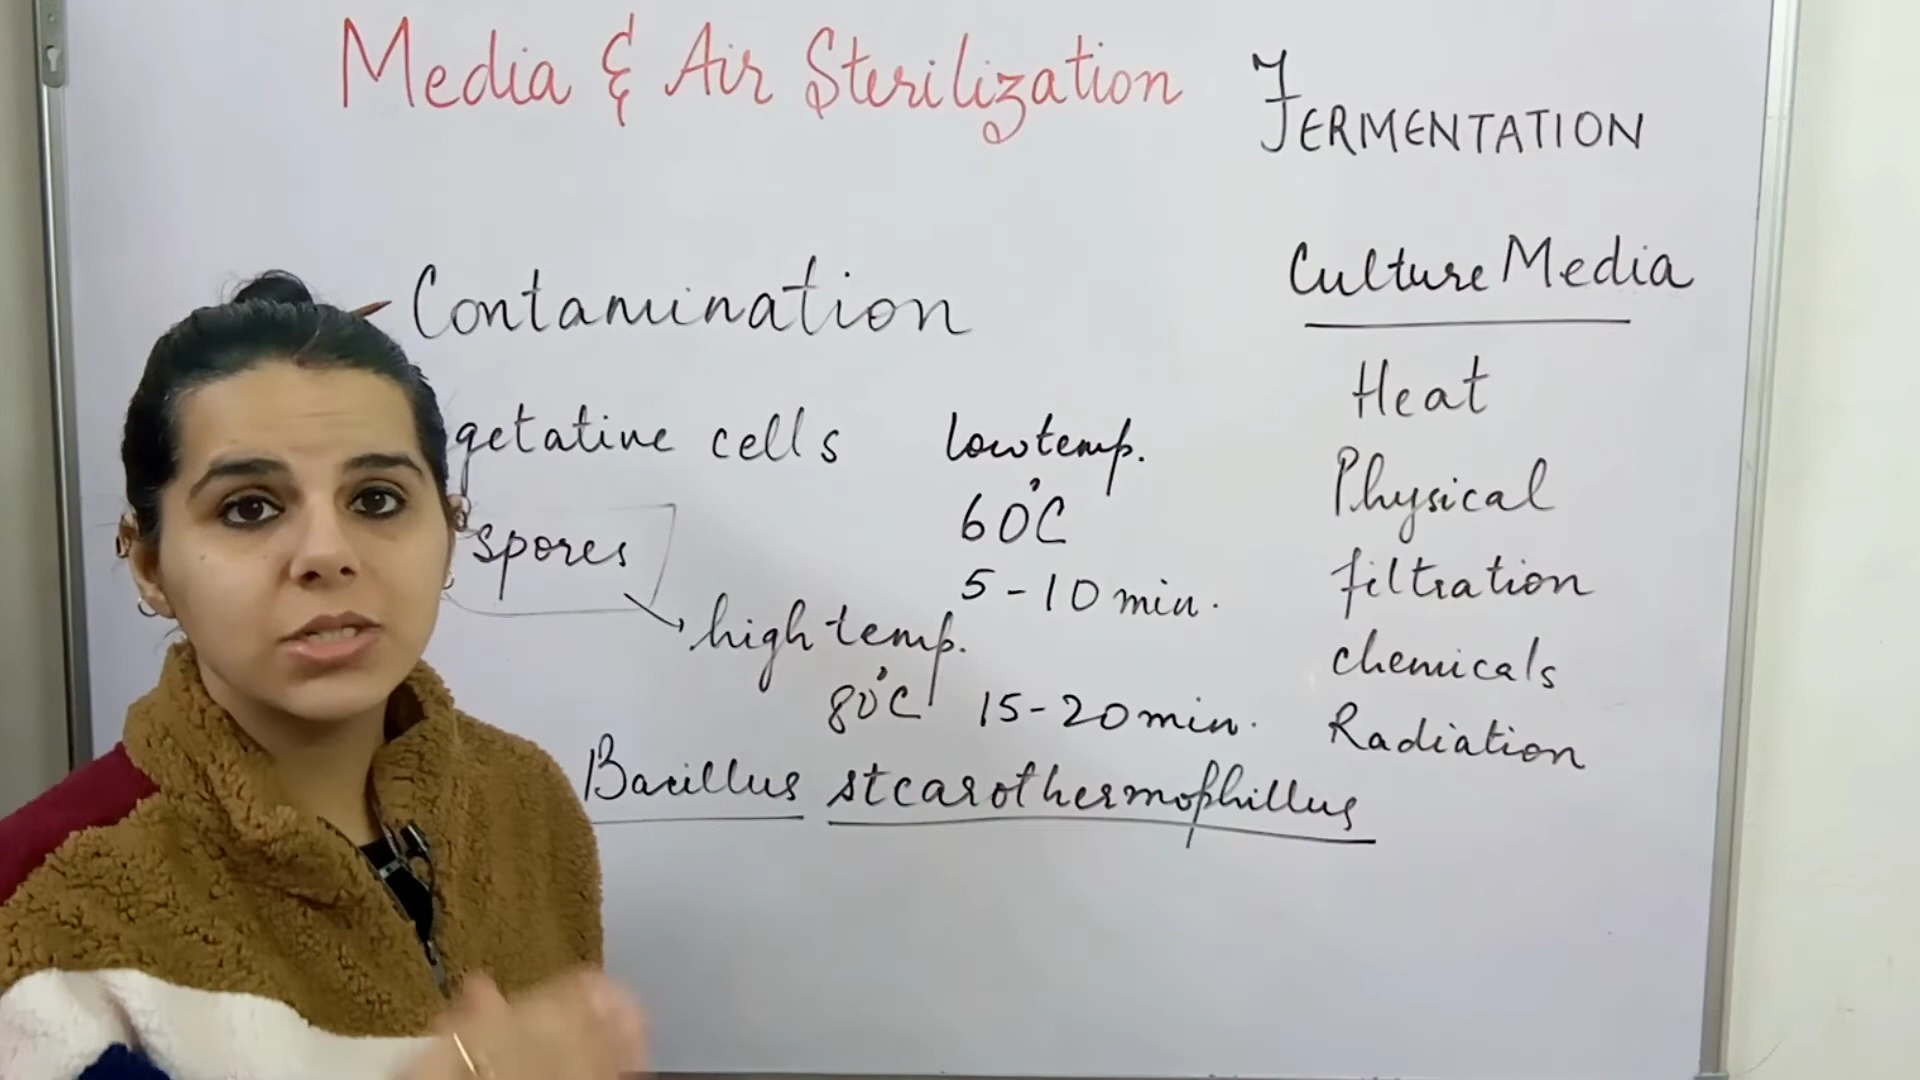 Media & Air Sterilization
FERMENTATION
Contamination
getative cells
spores
low temp.
60°C
5-10 min.
high temp.
80°C 15-20 min.
Bacillus stearothermophillus
Culture Media
Heat
Physical
filtration
chemicals
Radiation